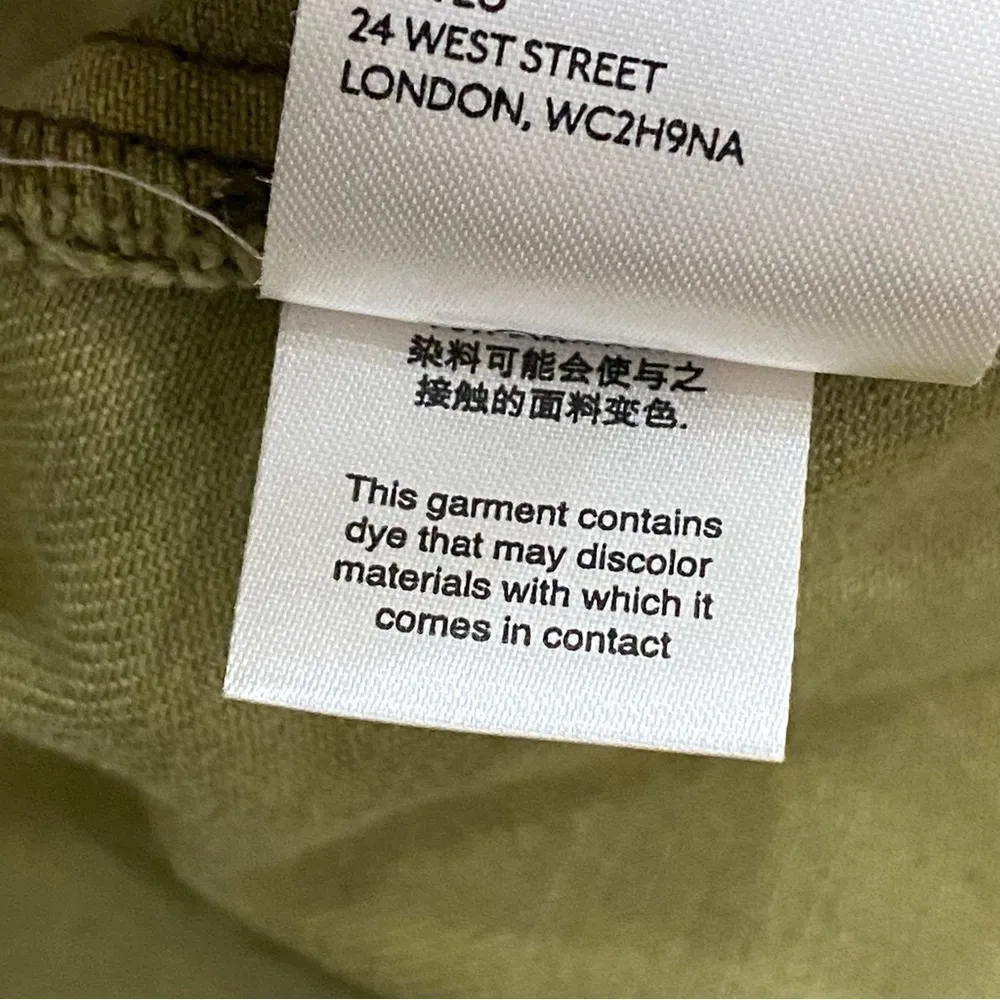 24 WEST STREET
LONDON, WC2H9NA
染料可能会使与之
接触的面料变色.
This garment contains
dye that may discolor
materials with which it
comes in contact